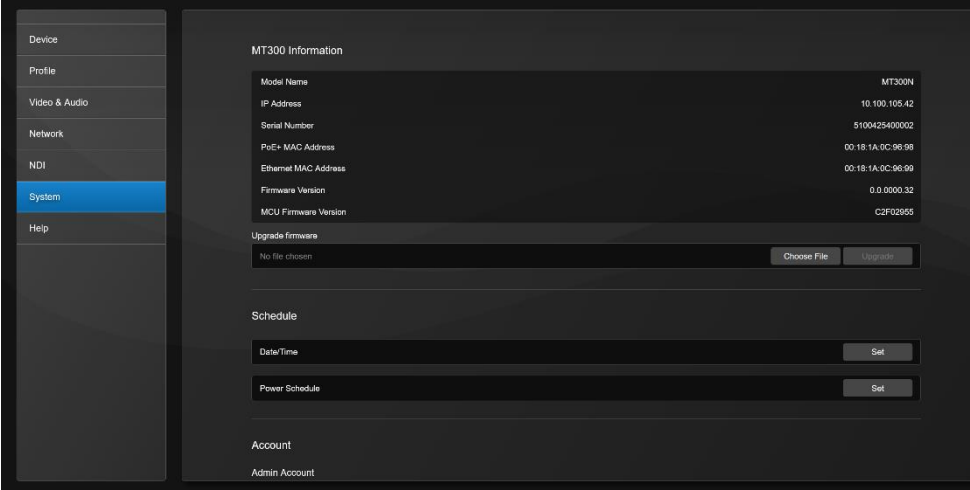 Device
Profile
Video & Audio
Network
NDI
System
Help
MT300 Information
Model Name MT300N
IP Address 10.100.105.42
Serial Number 5100425400002
PoE+ MAC Address 00:18:1A:0C:96:98
Ethernet MAC Address 00:18:1A:0C:96:99
Firmware Version 0.0.0000.32
MCU Firmware Version C2F02955
Upgrade firmware
No file chosen Choose File Upgrade
Schedule
Date/Time Set
Power Schedule Set
Account
Admin Account